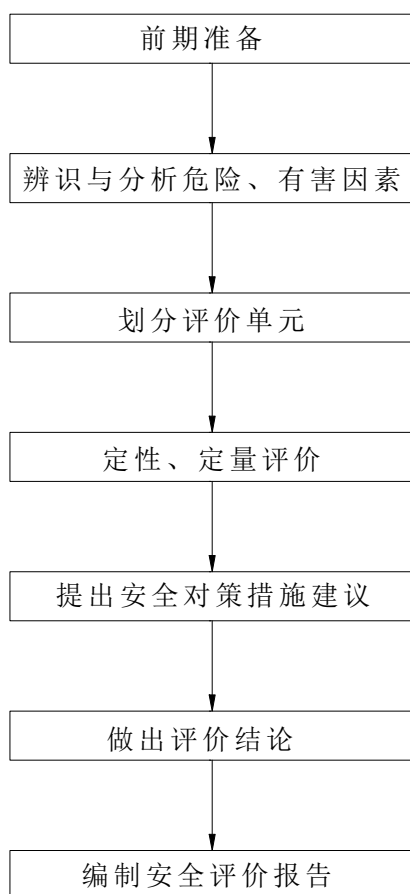 前期准备
辨识与分析危险、有害因素
划分评价单元
定性、定量评价
提出安全对策措施建议
做出评价结论
编制安全评价报告